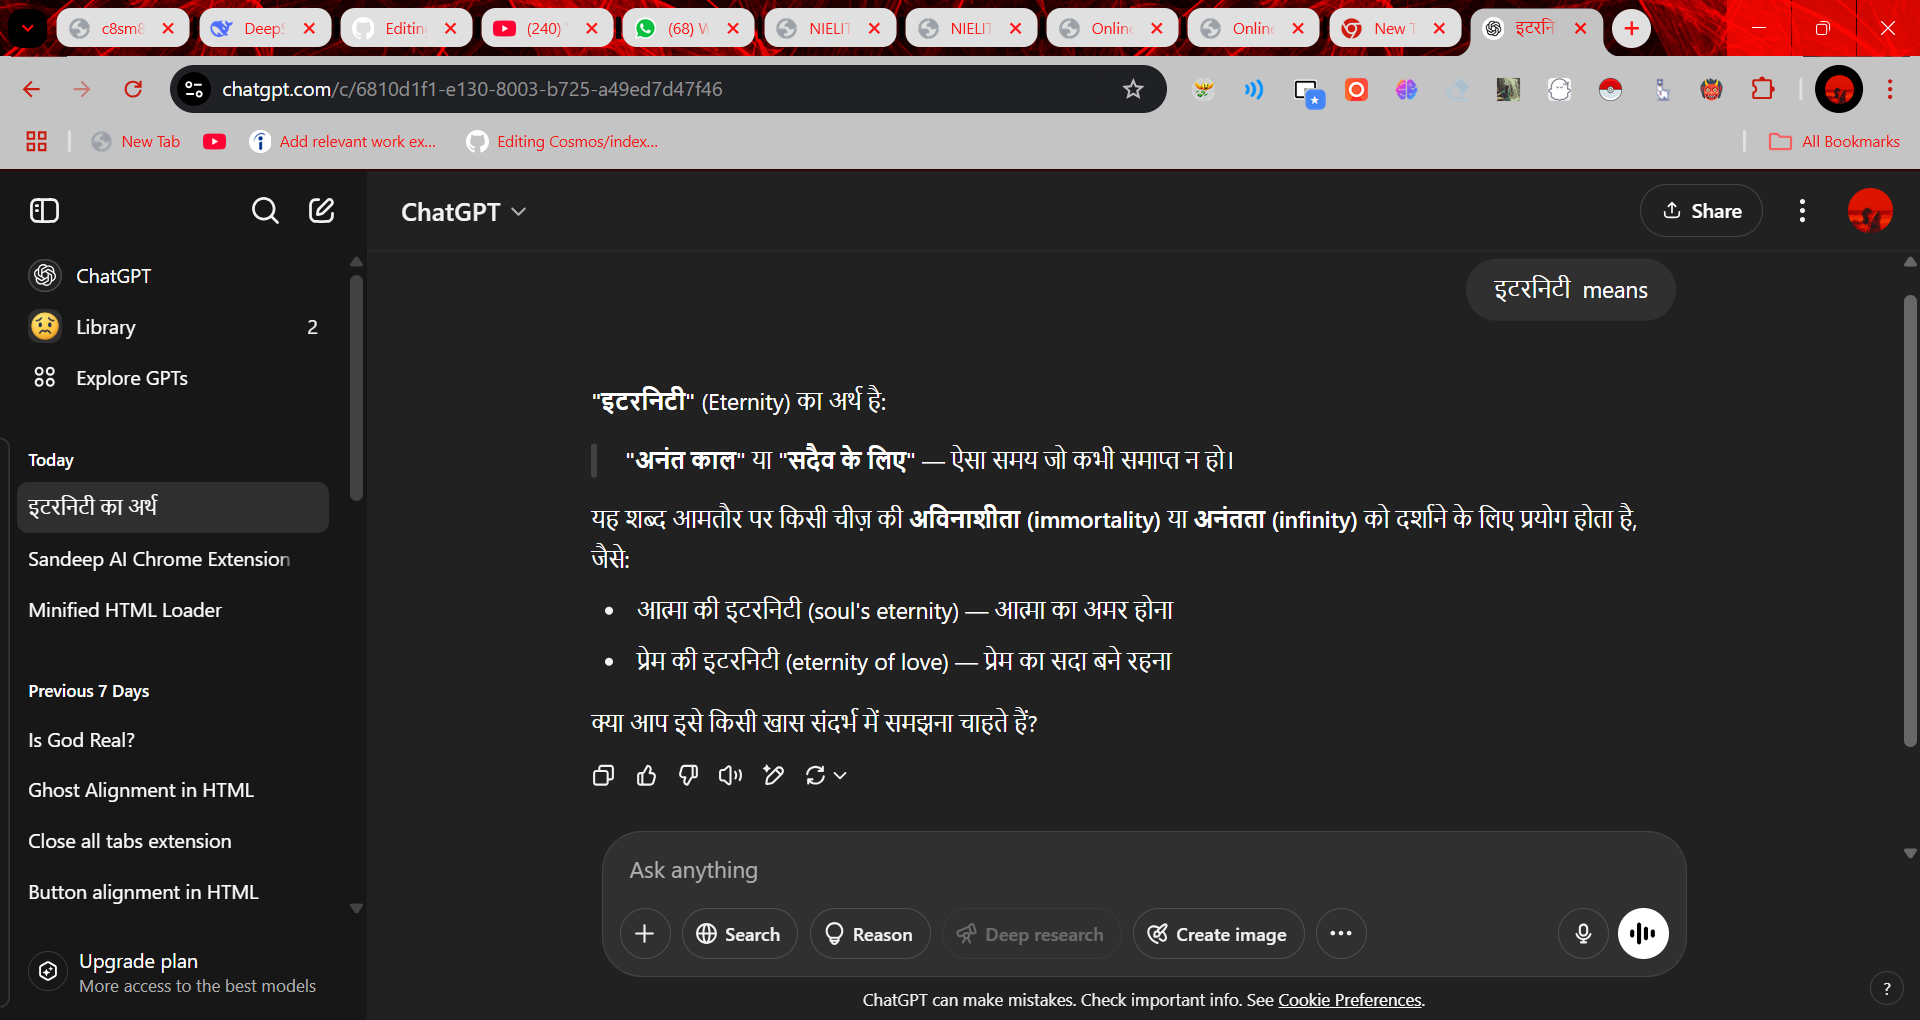 c8sm8
DeepS
Editin
(240)
(68) W
NIELIT
NIELIT
Online
Online
New T
इटरनि
chatgpt.com/c/6810d1f1-e130-8003-b725-a49ed7d47f46
New Tab
Add relevant work ex...
Editing Cosmos/index...
All Bookmarks
ChatGPT
Share
ChatGPT
Library
2
Explore GPTs
Today
इटरनिटी का अर्थ
Sandeep AI Chrome Extension
Minified HTML Loader
Previous 7 Days
Is God Real?
Ghost Alignment in HTML
Close all tabs extension
Button alignment in HTML
Upgrade plan
More access to the best models
इटरनिटी means
"इटरनिटी" (Eternity) का अर्थ है:
"अनंत काल" या "सदैव के लिए" — ऐसा समय जो कभी समाप्त न हो।
यह शब्द आमतौर पर किसी चीज़ की अविनाशीता (immortality) या अनंतता (infinity) को दर्शाने के लिए प्रयोग होता है,
जैसे:
• आत्मा की इटरनिटी (soul's eternity) — आत्मा का अमर होना
• प्रेम की इटरनिटी (eternity of love) — प्रेम का सदा बने रहना
क्या आप इसे किसी खास संदर्भ में समझना चाहते हैं?
Ask anything
Search
Reason
Deep research
Create image
ChatGPT can make mistakes. Check important info. See Cookie Preferences.
?